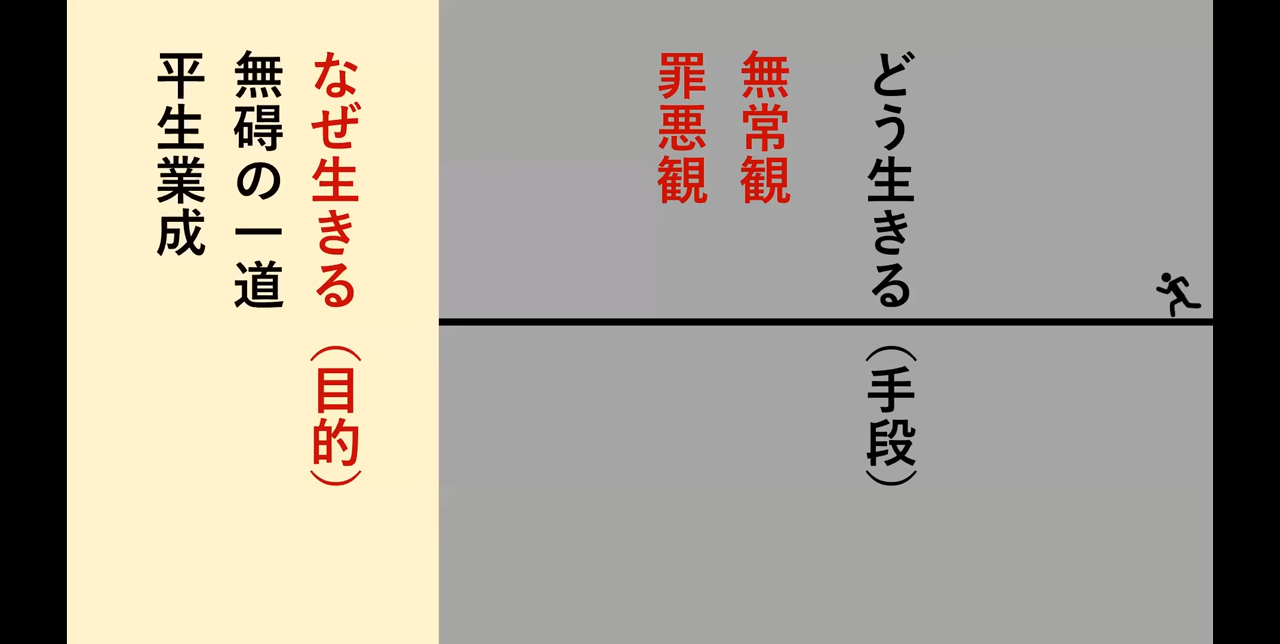 どう生きる（手段）
無常観
罪悪観
なぜ生きる（目的）
無碍の一道
平生業成